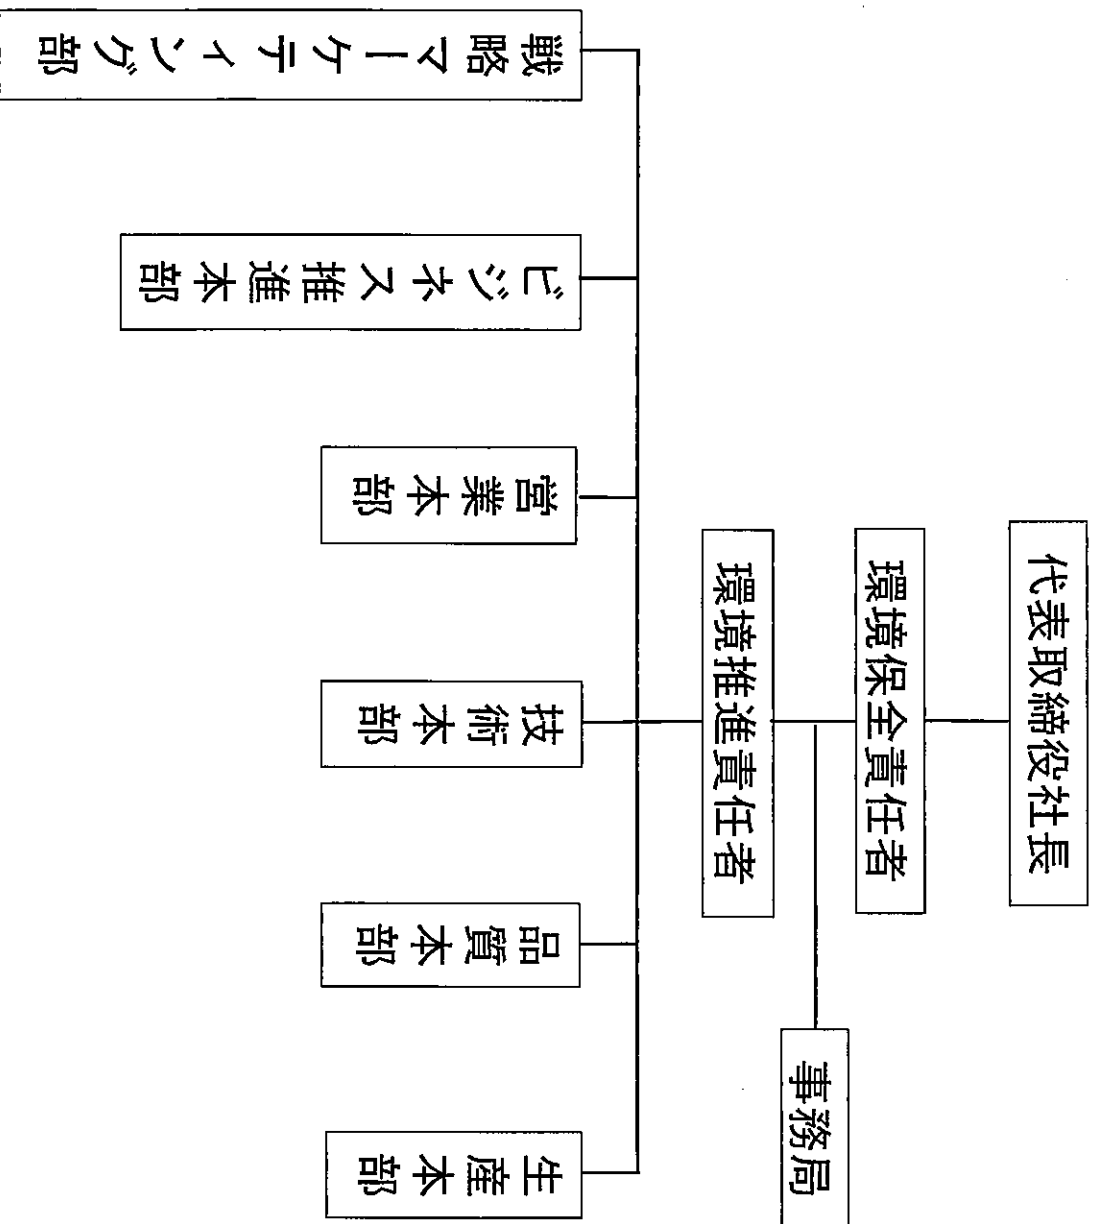 代表取締役社長
環境保全責任者
事務局
環境推進責任者
戦略マーケティング部
ビジネス推進本部
営業本部
技術本部
品質本部
生産本部